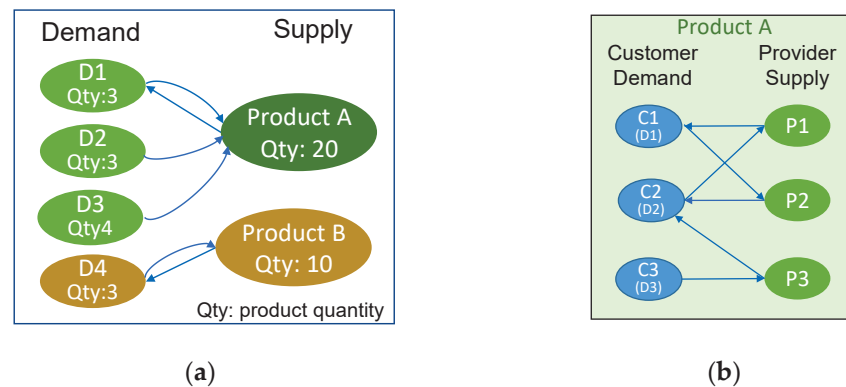 Demand
Supply
D1
Qty:3
D2
Qty:3
D3
Qty4
D4
Qty:3
Product A
Qty: 20
Product B
Qty: 10
Qty: product quantity
(a)
Product A
Customer
Demand
Provider
Supply
C1
(D1)
P1
C2
(D2)
P2
C3
(D3)
P3
(b)